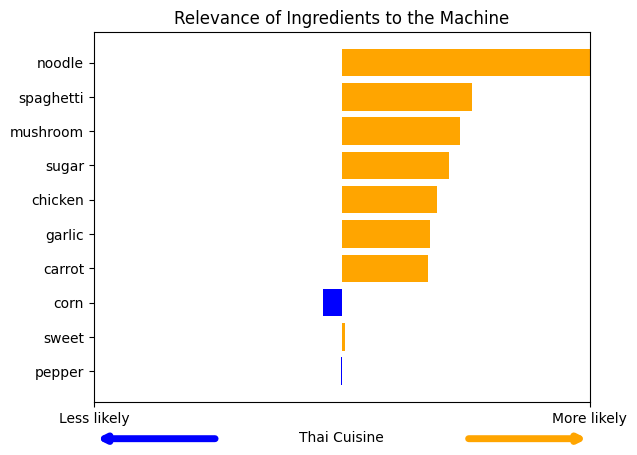 Relevance of Ingredients to the Machine
noodle
spaghetti
mushroom
sugar
chicken
garlic
carrot
corn
sweet
pepper
Less likely
More likely
Thai Cuisine